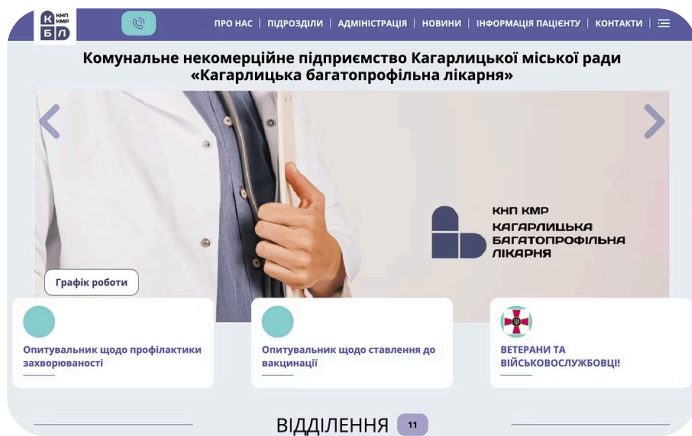 КНП
КМР
КБЛ
ПРО НАС | ПІДРОЗДІЛИ | АДМІНІСТРАЦІЯ | НОВИНИ | ІНФОРМАЦІЯ ПАЦІЄНТУ | КОНТАКТИ |
Комунальне некомерційне підприємство Кагарлицької міської ради
«Кагарлицька багатопрофільна лікарня»
КНП КМР
КАГАРЛИЦЬКА
БАГАТОПРОФІЛЬНА
ЛІКАРНЯ
Графік роботи
Опитувальник щодо профілактики
захворюваності
Опитувальник щодо ставлення до
вакцинації
ВЕТЕРАНИ ТА
ВІЙСЬКОВОСЛУЖБОВЦІ!
ВІДДІЛЕННЯ 11